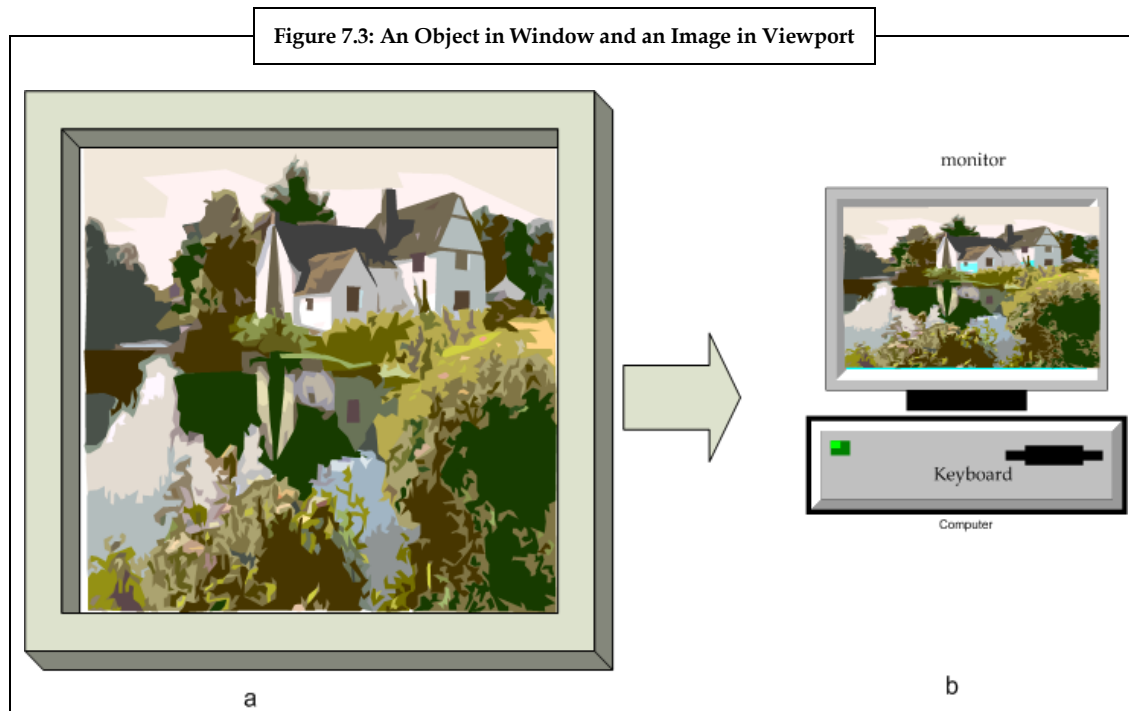 Figure 7.3: An Object in Window and an Image in Viewport
monitor
Keyboard
Computer
a
b